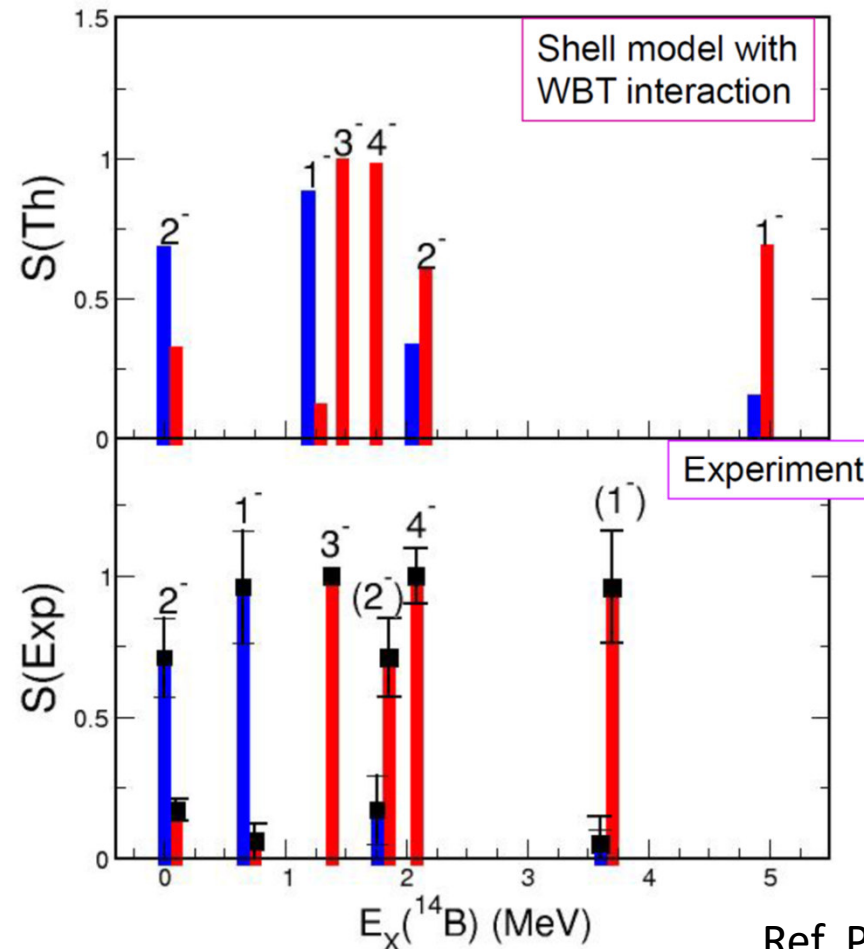 1.5
Shell model with
WBT interaction
3⁻ 4⁻
1
1⁻
2⁻
1⁻
2⁻
S(Th)
0.5
0
Experiment
1⁻
4⁻
(1⁻)
3⁻
1
2⁻
(2⁻)
S(Exp)
0.5
0
0 1 2 3 4 5
Eₓ(¹⁴B) (MeV)
Ref. P